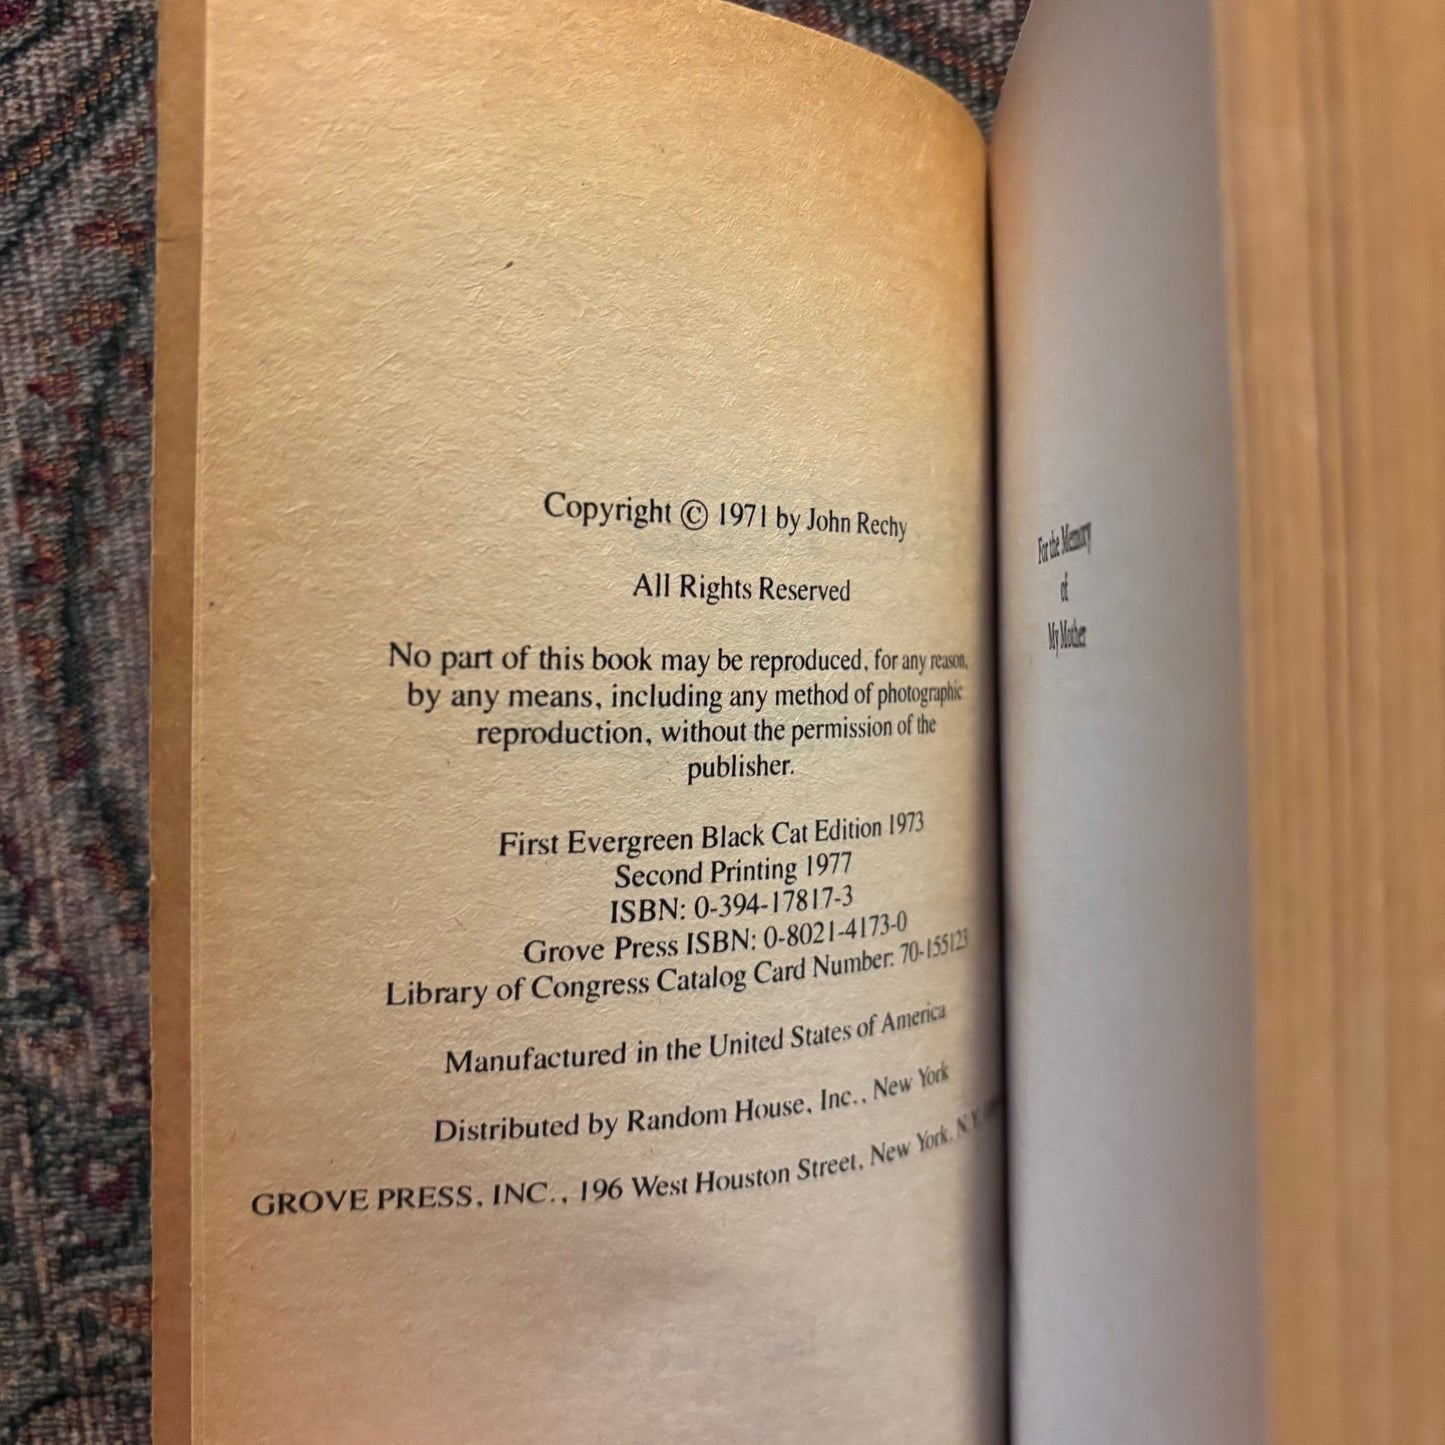 Copyright © 1971 by John Rechy
All Rights Reserved
No part of this book may be reproduced, for any reason,
by any means, including any method of photographic
reproduction, without the permission of the
publisher.
First Evergreen Black Cat Edition 1973
Second Printing 1977
ISBN: 0-394-17817-3
Grove Press ISBN: 0-8021-4173-0
Library of Congress Catalog Card Number: 70-155123
Manufactured in the United States of America
Distributed by Random House, Inc., New York
GROVE PRESS, INC., 196 West Houston Street, New York, N.Y.
For the Memory
of
My Mother